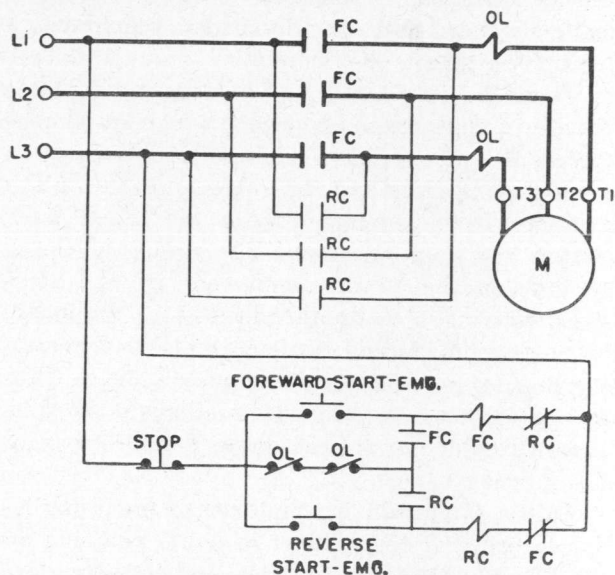 L1
FC
OL
L2
FC
L3
FC
OL
RC
T3 T2 T1
RC
M
RC
FOREWARD-START-EMG.
STOP
OL OL
FC
FC
RC
RC
REVERSE
START-EMG.
RC
FC